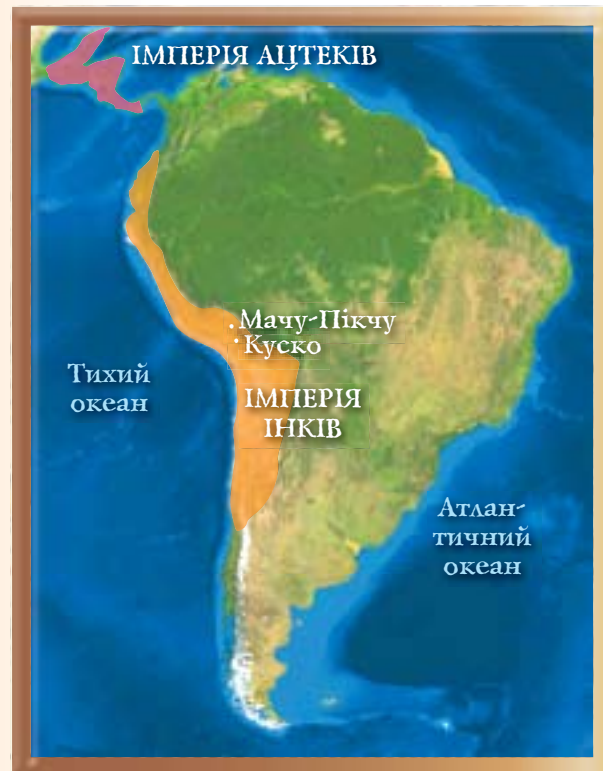 ІМПЕРІЯ АЦТЕКІВ
Мачу-Пікчу
Куско
Тихий
океан
ІМПЕРІЯ
ІНКІВ
Атлан-
тичний
океан